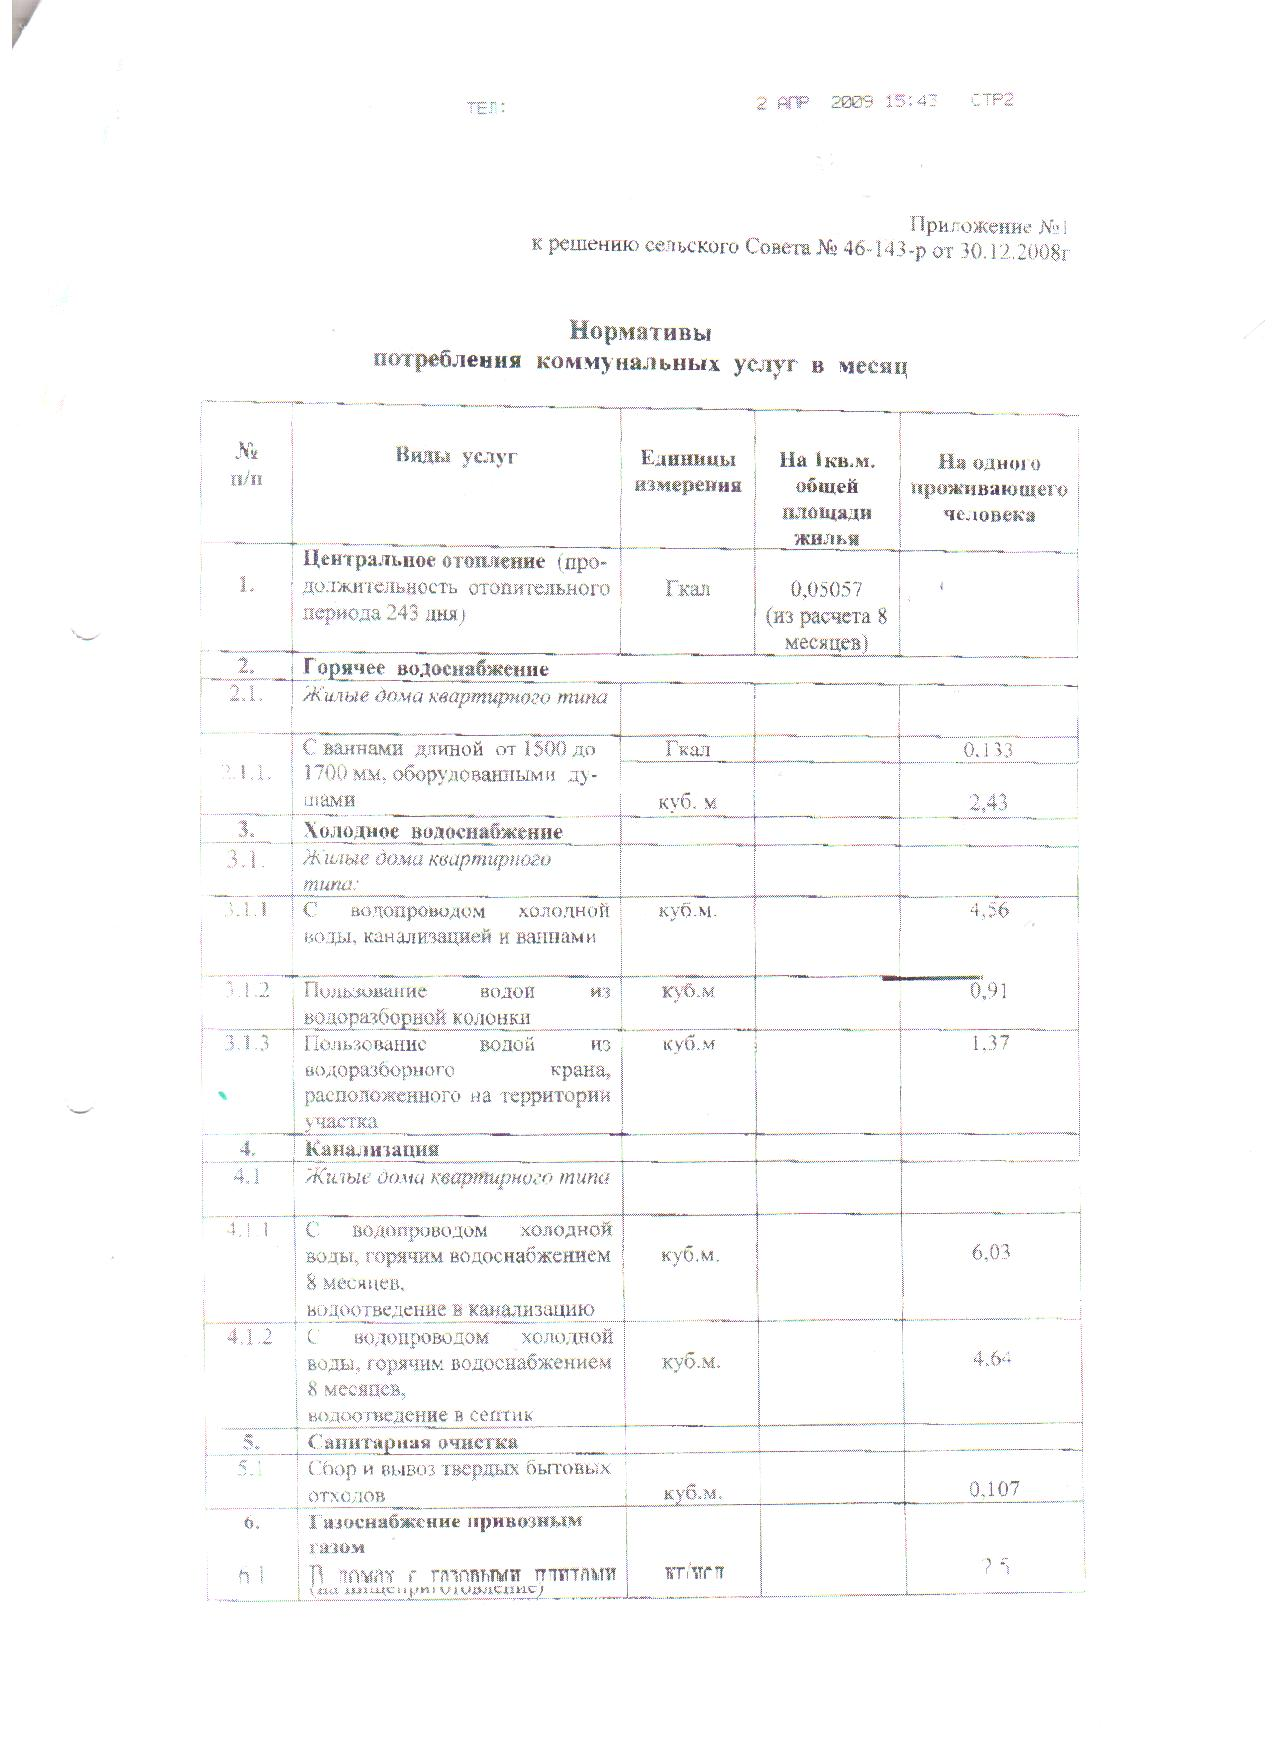 ТЕЛ: 2 АПР 2009 15:43 СТР2
Приложение №1
к решению сельского Совета № 46-143-р от 30.12.2008г
Нормативы
потребления коммунальных услуг в месяц
№
п/п
Виды услуг
Единицы
измерения
На 1кв.м.
общей
площади
жилья
На одного
проживающего
человека
1.
Центральное отопление (про-
должительность отопительного
периода 243 дня)
Гкал
0,05057
(из расчета 8
месяцев)
2. Горячее водоснабжение
2.1. Жилые дома квартирного типа
2.1.1.
С ваннами длиной от 1500 до
1700 мм, оборудованными ду-
шами
Гкал 0,133
куб. м 2,43
3. Холодное водоснабжение
3.1. Жилые дома квартирного
типа:
3.1.1 С водопроводом холодной
воды, канализацией и ваннами
куб.м. 4,56
3.1.2 Пользование водой из
водоразборной колонки
куб.м 0,91
3.1.3 Пользование водой из
водоразборного крана,
расположенного на территории
участка
куб.м 1,37
4. Канализация
4.1 Жилые дома квартирного типа
4.1.1 С водопроводом холодной
воды, горячим водоснабжением
8 месяцев,
водоотведение в канализацию
куб.м. 6,03
4.1.2 С водопроводом холодной
воды, горячим водоснабжением
8 месяцев,
водоотведение в септик
куб.м. 4,64
5. Санитарная очистка
5.1 Сбор и вывоз твердых бытовых
отходов
куб.м. 0,107
6. Газоснабжение привозным
газом
6.1 В домах с газовыми плитами
(на пищеприготовление)
кг/чел 2,5